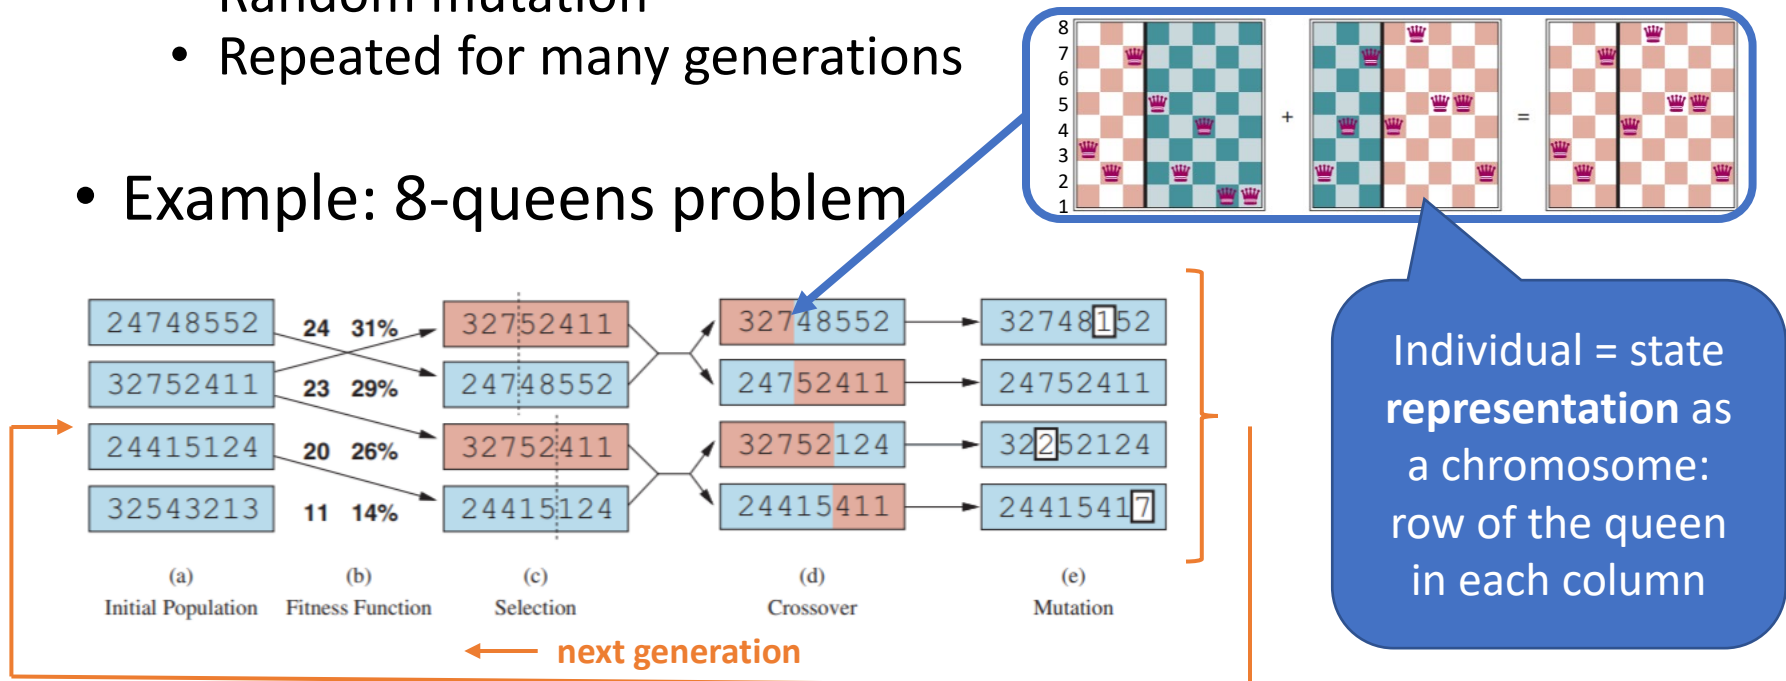 Random mutation
• Repeated for many generations
• Example: 8-queens problem
8
7
6
5
4
3
2
1
+
=
24748552
32752411
24415124
32543213
24 31%
23 29%
20 26%
11 14%
32752411
24748552
32752411
24415124
32748552
24752411
32752124
24415411
32748152
24752411
32252124
24415417
(a)
Initial Population
(b)
Fitness Function
(c)
Selection
(d)
Crossover
(e)
Mutation
next generation
Individual = state
representation as
a chromosome:
row of the queen
in each column